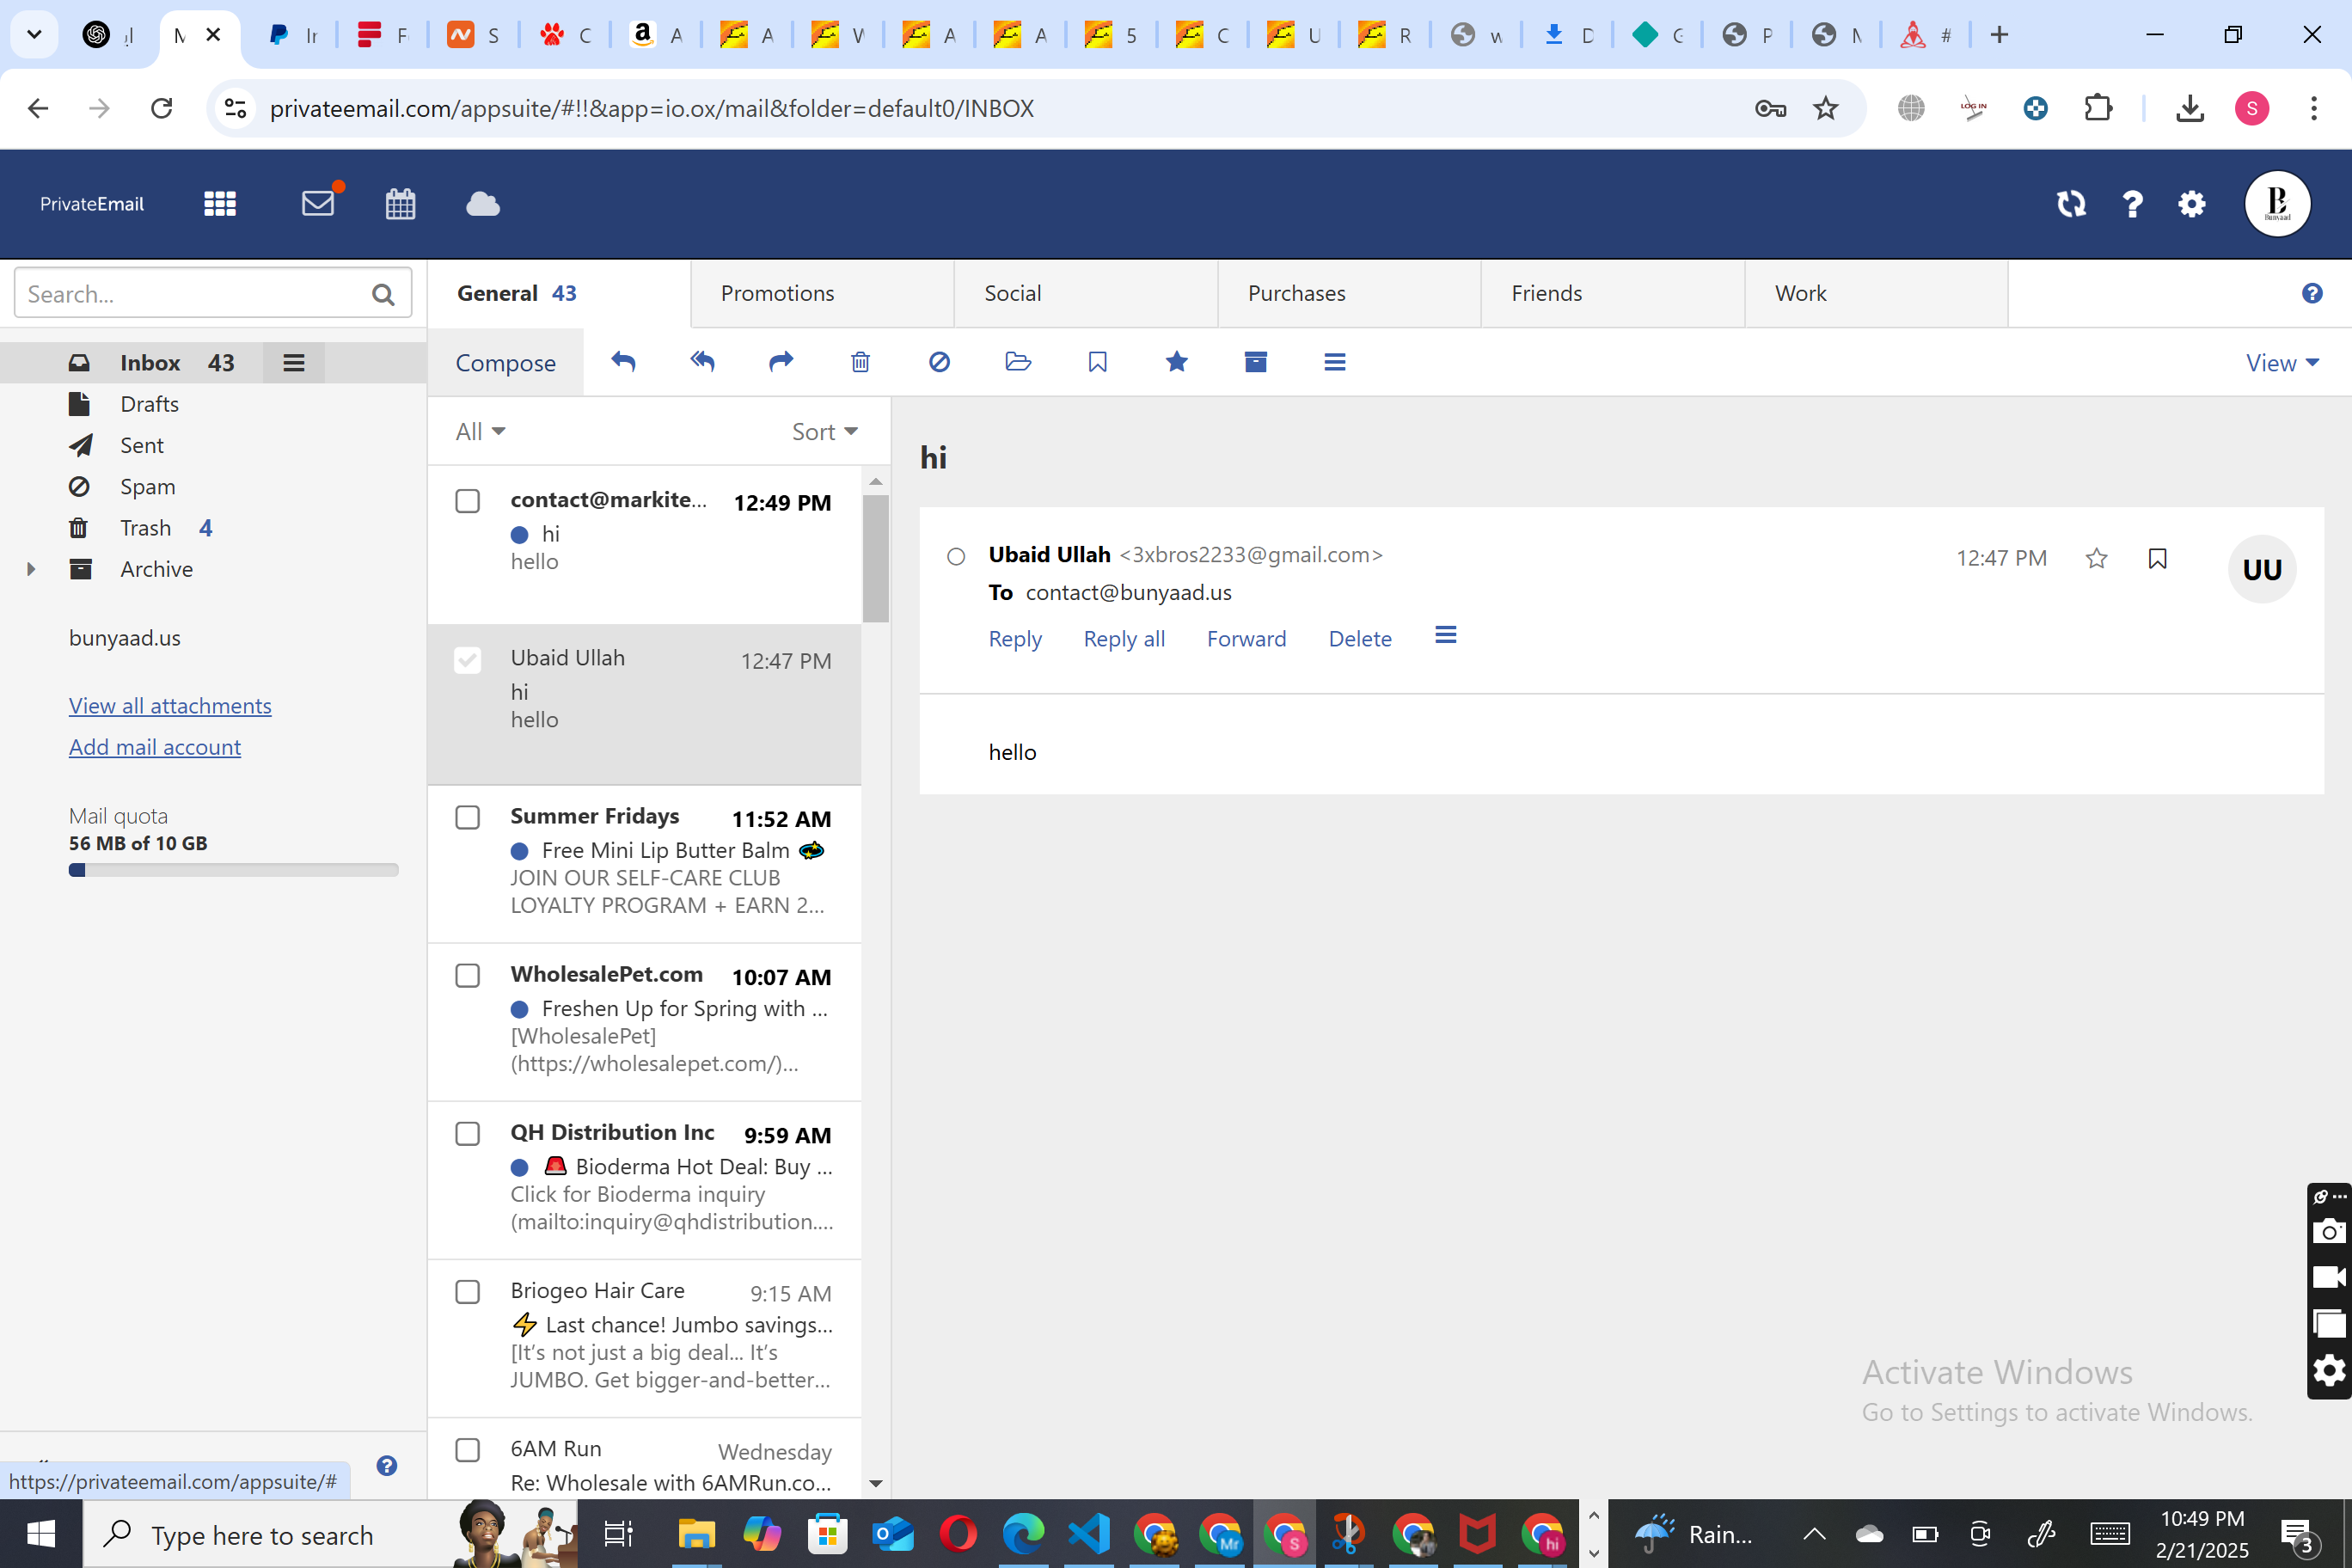 M
In
F
S
C
A
A
W
A
A
5
C
U
R
w
D
G
P
M
#
privateemail.com/appsuite/#!!&app=io.ox/mail&folder=default0/INBOX
LOG IN
S
PrivateEmail
B
Bunyaad
Search...
General 43
Promotions
Social
Purchases
Friends
Work
Inbox 43
Drafts
Sent
Spam
Trash 4
Archive
bunyaad.us
View all attachments
Add mail account
Mail quota
56 MB of 10 GB
Compose
View
All
Sort
contact@markite... 12:49 PM
hi
hello
Ubaid Ullah 12:47 PM
hi
hello
Summer Fridays 11:52 AM
Free Mini Lip Butter Balm 💫
JOIN OUR SELF-CARE CLUB
LOYALTY PROGRAM + EARN 2...
WholesalePet.com 10:07 AM
Freshen Up for Spring with ...
[WholesalePet]
(https://wholesalepet.com/)...
QH Distribution Inc 9:59 AM
🚨 Bioderma Hot Deal: Buy ...
Click for Bioderma inquiry
(mailto:inquiry@qhdistribution....
Briogeo Hair Care 9:15 AM
⚡ Last chance! Jumbo savings...
[It’s not just a big deal... It’s
JUMBO. Get bigger-and-better...
6AM Run Wednesday
Re: Wholesale with 6AMRun.co...
hi
Ubaid Ullah <3xbros2233@gmail.com> 12:47 PM
UU
To contact@bunyaad.us
Reply Reply all Forward Delete
hello
Activate Windows
Go to Settings to activate Windows.
https://privateemail.com/appsuite/#
Type here to search
Mr
S
hi
Rain...
10:49 PM
2/21/2025
3